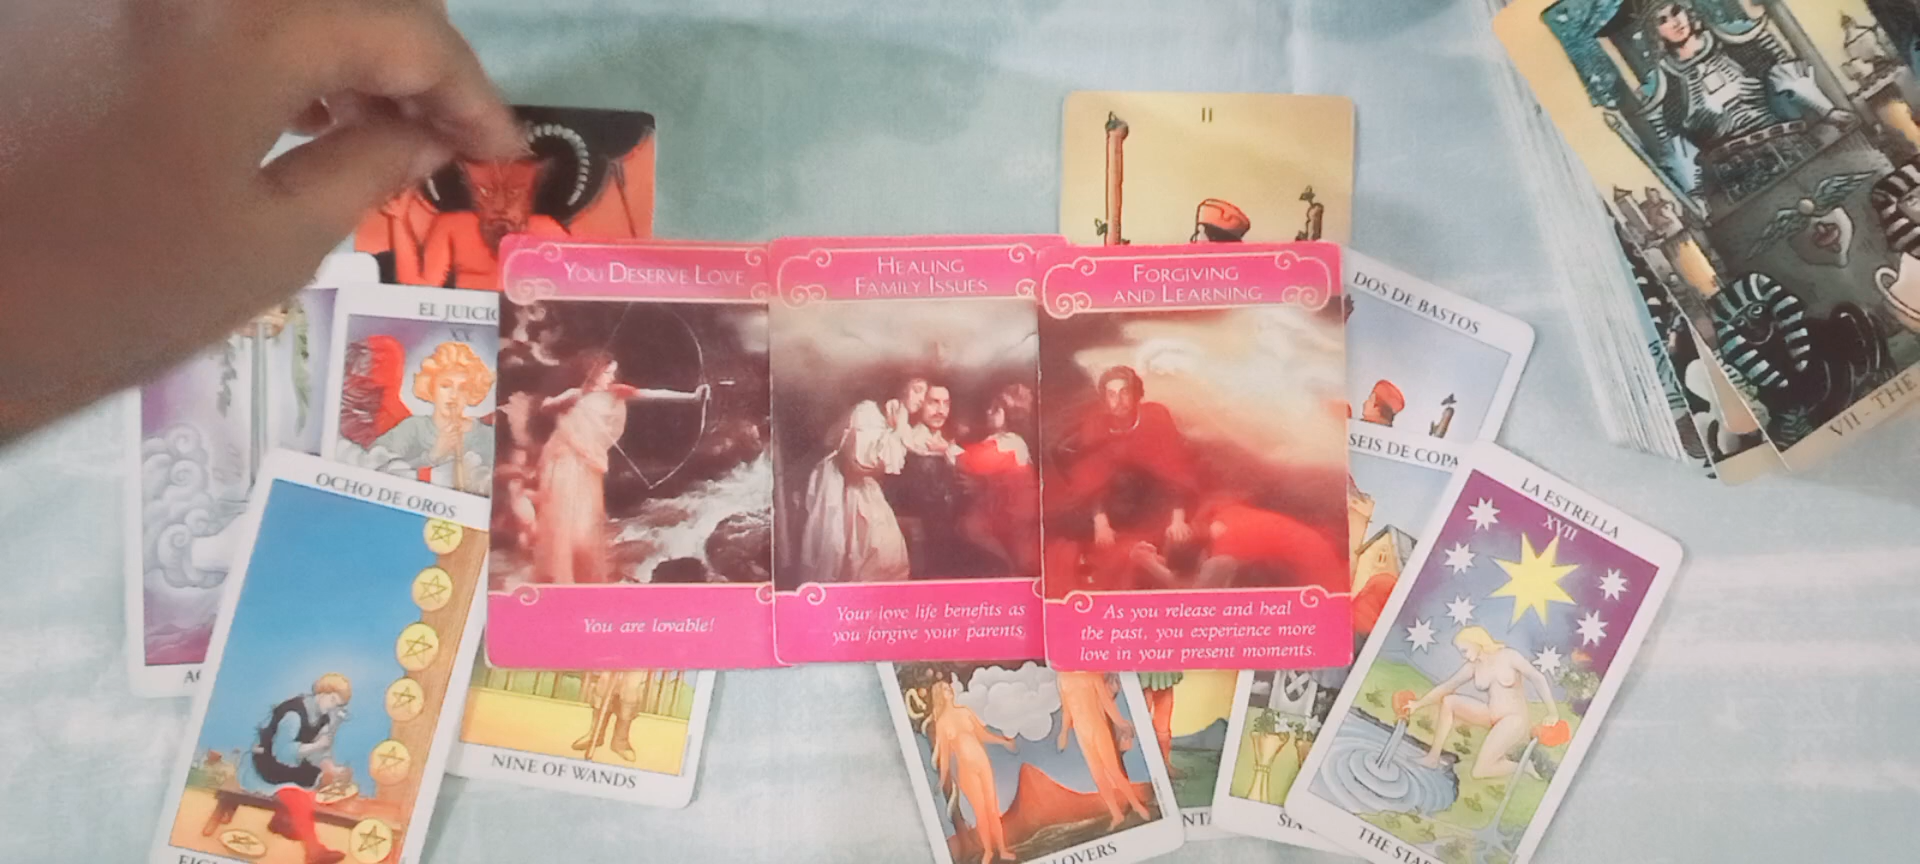 II
YOU DESERVE LOVE
HEALING
FAMILY ISSUES
FORGIVING
AND LEARNING
DOS DE BASTOS
EL JUICIO
XX
SEIS DE COPA
LA ESTRELLA
XVII
VII - THE
OCHO DE OROS
You are lovable!
Your love life benefits as
you forgive your parents
As you release and heal
the past, you experience more
love in your present moments.
NINE OF WANDS
LOVERS
THE STAR